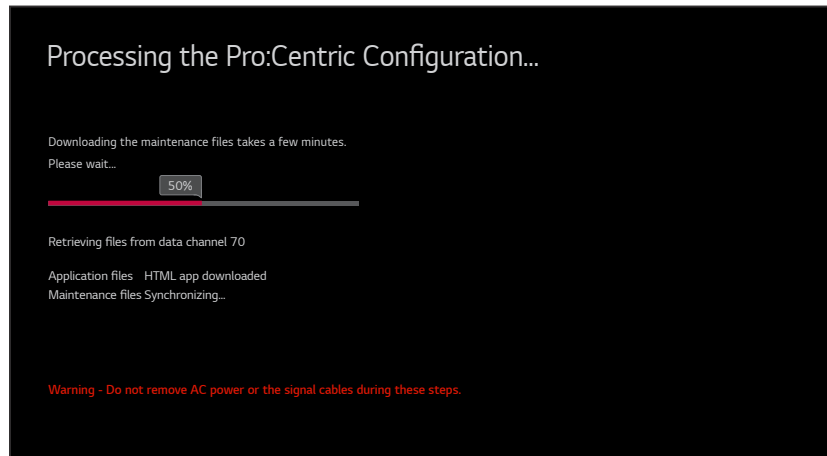 Processing the Pro:Centric Configuration...
Downloading the maintenance files takes a few minutes.
Please wait...
50%
Retrieving files from data channel 70
Application files HTML app downloaded
Maintenance files Synchronizing...
Warning - Do not remove AC power or the signal cables during these steps.